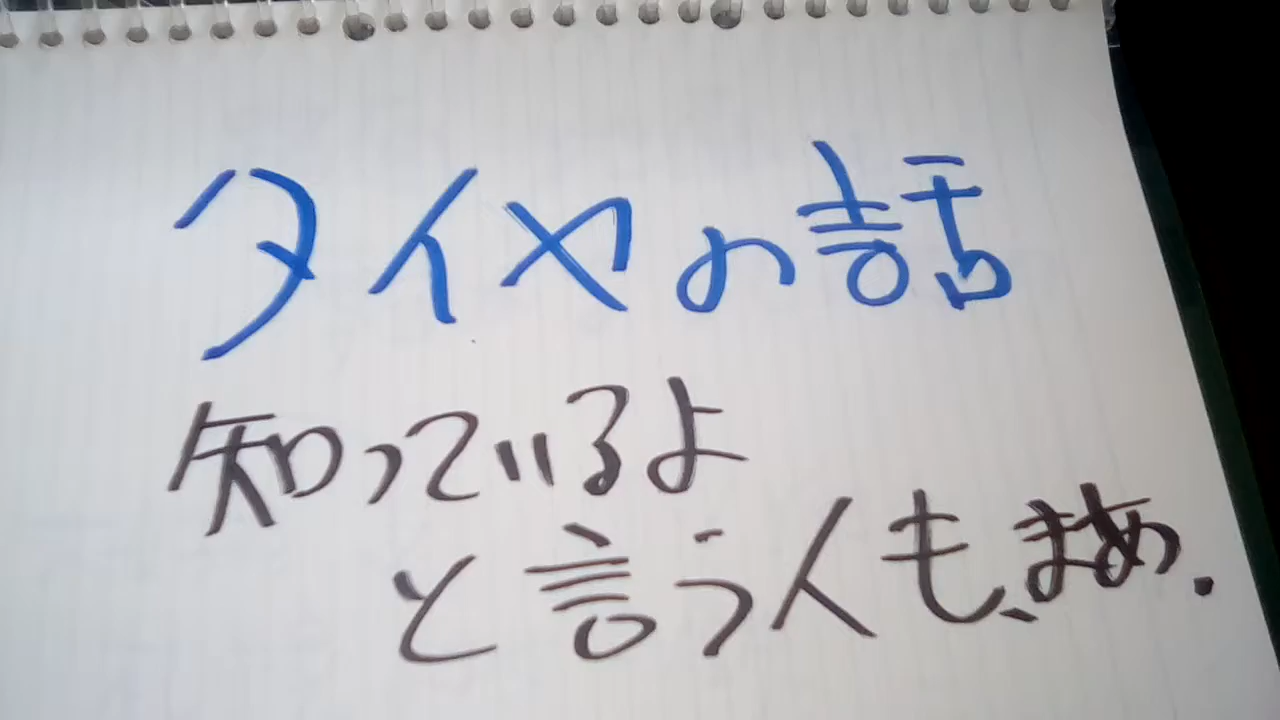 タイヤの話
知っているよ
と言う人も、まあ.